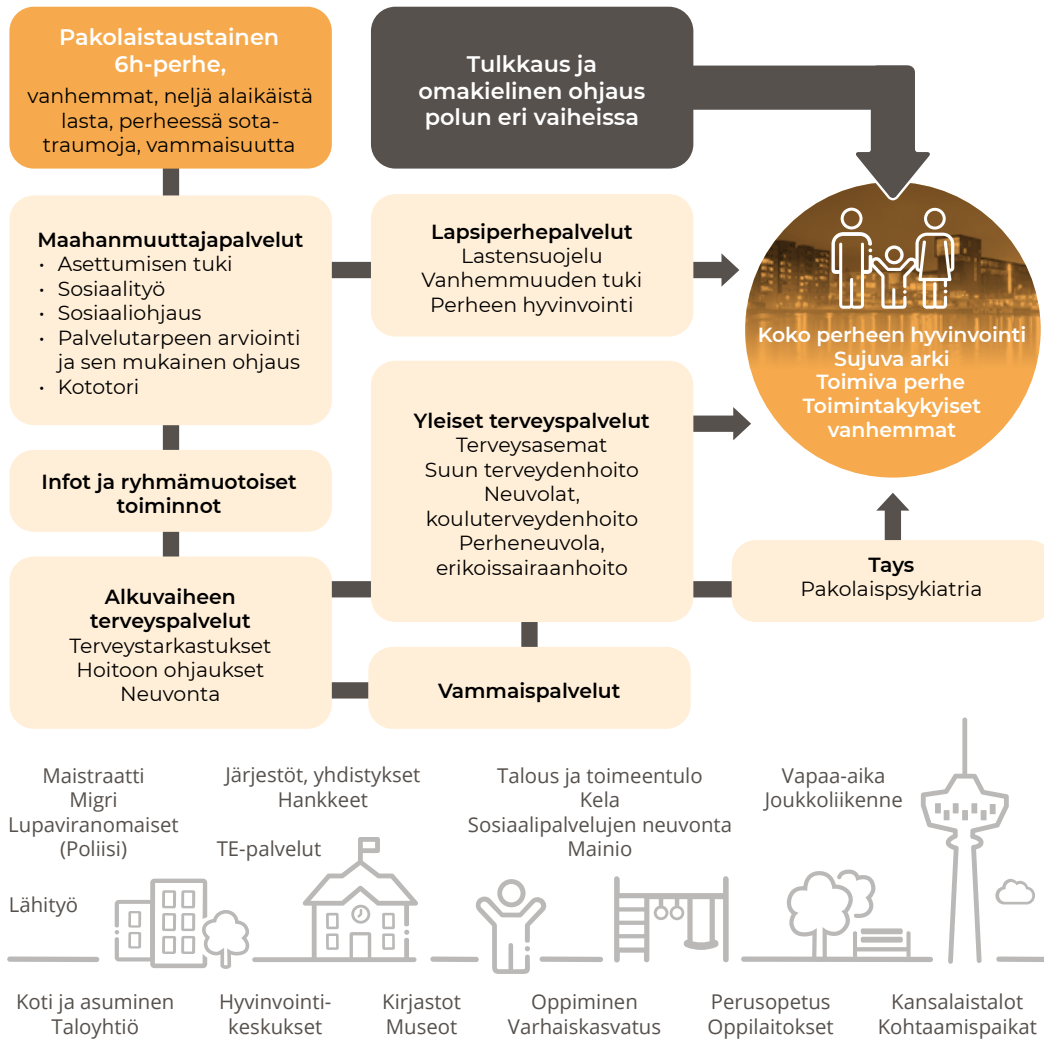 Pakolaistaustainen
6h-perhe,
vanhemmat, neljä alaikäistä
lasta, perheessä sota-
traumoja, vammaisuutta
Tulkkaus ja
omakielinen ohjaus
polun eri vaiheissa
Maahanmuuttajapalvelut
· Asettumisen tuki
· Sosiaalityö
· Sosiaaliohjaus
· Palvelutarpeen arviointi
ja sen mukainen ohjaus
· Kototori
Lapsiperhepalvelut
Lastensuojelu
Vanhemmuuden tuki
Perheen hyvinvointi
Koko perheen hyvinvointi
Sujuva arki
Toimiva perhe
Toimintakykyiset
vanhemmat
Infot ja ryhmämuotoiset
toiminnot
Yleiset terveyspalvelut
Terveysasemat
Suun terveydenhoito
Neuvolat,
kouluterveydenhoito
Perheneuvola,
erikoissairaanhoito
Alkuvaiheen
terveyspalvelut
Terveystarkastukset
Hoitoon ohjaukset
Neuvonta
Tays
Pakolaispsykiatria
Vammaispalvelut
Maistraatti
Migri
Lupaviranomaiset
(Poliisi)
Järjestöt, yhdistykset
Hankkeet
TE-palvelut
Talous ja toimeentulo
Kela
Sosiaalipalvelujen neuvonta
Mainio
Vapaa-aika
Joukkoliikenne
Lähityö
Koti ja asuminen
Taloyhtiö
Hyvinvointi-
keskukset
Kirjastot
Museot
Oppiminen
Varhaiskasvatus
Perusopetus
Oppilaitokset
Kansalaistalot
Kohtaamispaikat